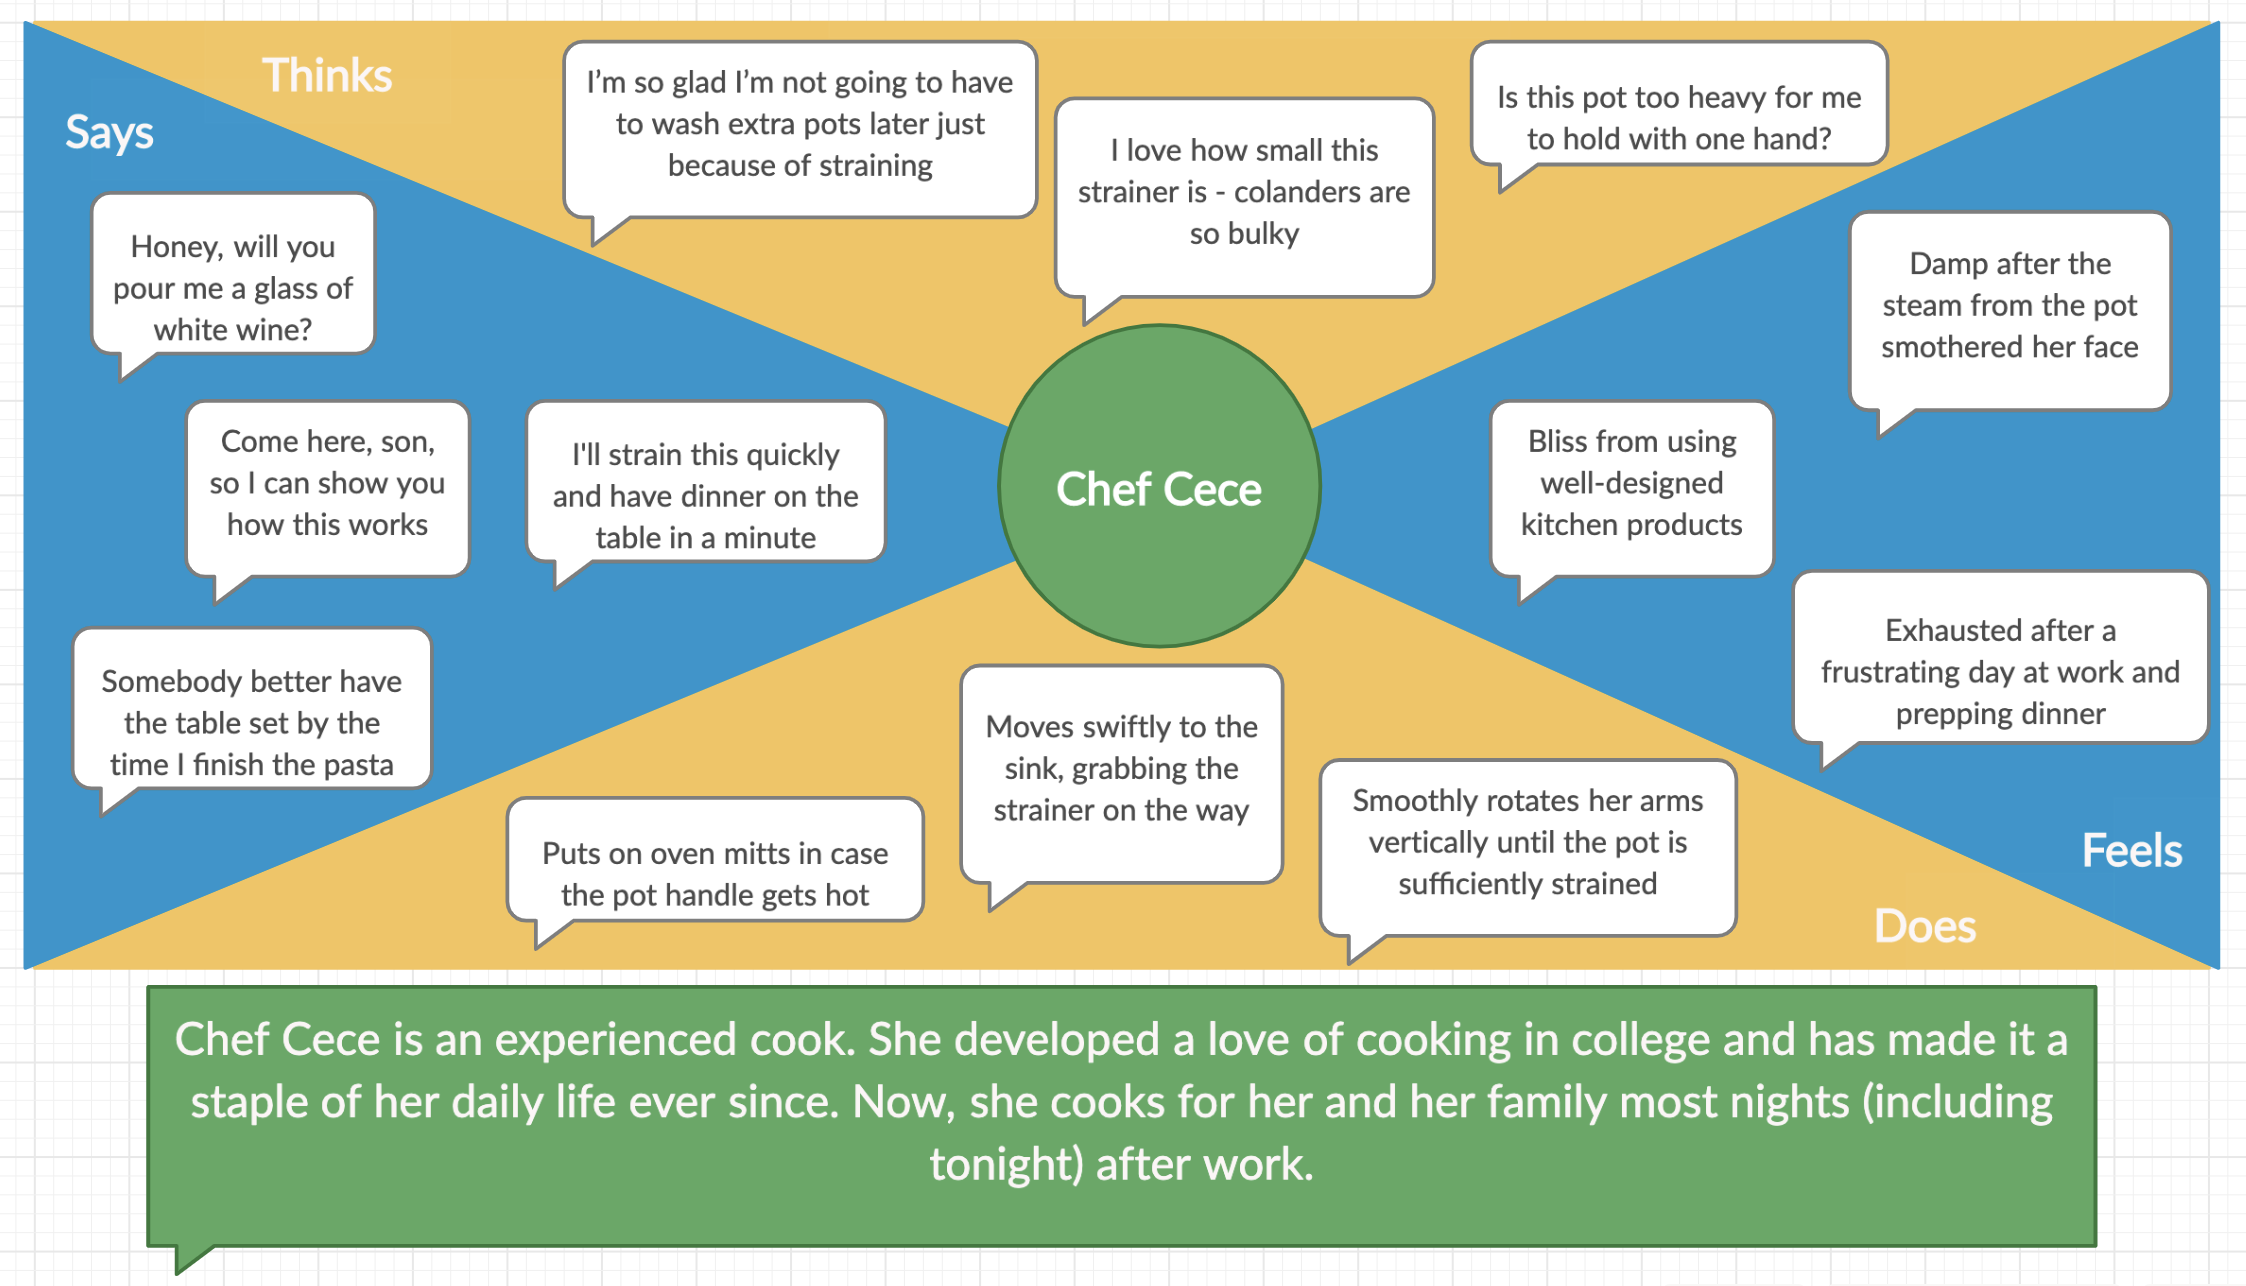 Thinks
Says
I’m so glad I’m not going to have
to wash extra pots later just
because of straining
I love how small this
strainer is - colanders are
so bulky
Is this pot too heavy for me
to hold with one hand?
Honey, will you
pour me a glass of
white wine?
Come here, son,
so I can show you
how this works
I'll strain this quickly
and have dinner on the
table in a minute
Somebody better have
the table set by the
time I finish the pasta
Chef Cece
Damp after the
steam from the pot
smothered her face
Bliss from using
well-designed
kitchen products
Exhausted after a
frustrating day at work and
prepping dinner
Feels
Puts on oven mitts in case
the pot handle gets hot
Moves swiftly to the
sink, grabbing the
strainer on the way
Smoothly rotates her arms
vertically until the pot is
sufficiently strained
Does
Chef Cece is an experienced cook. She developed a love of cooking in college and has made it a
staple of her daily life ever since. Now, she cooks for her and her family most nights (including
tonight) after work.